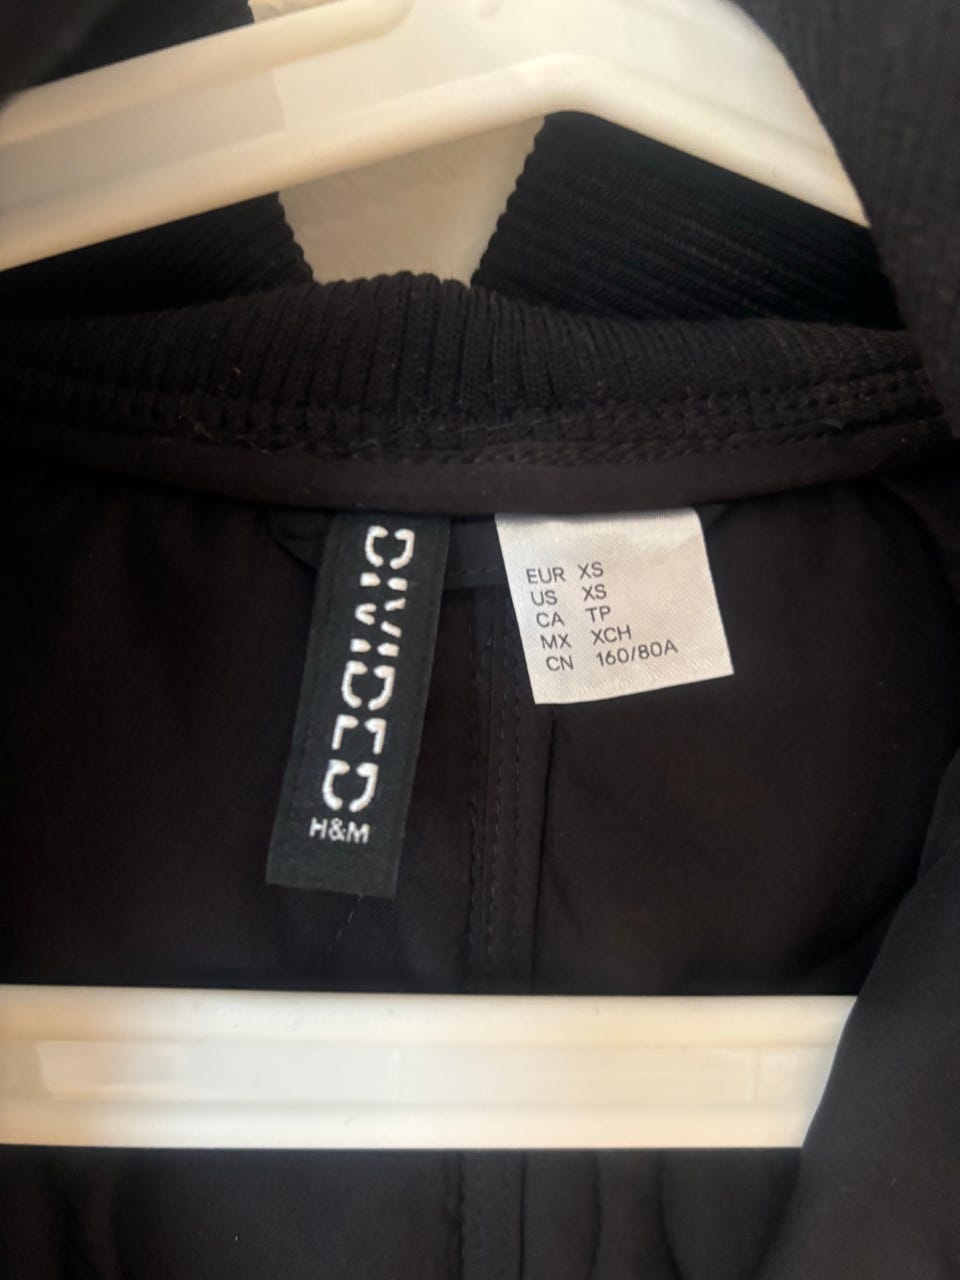 DIVIDED
H&M
EUR XS
US XS
CA TP
MX XCH
CN 160/80A